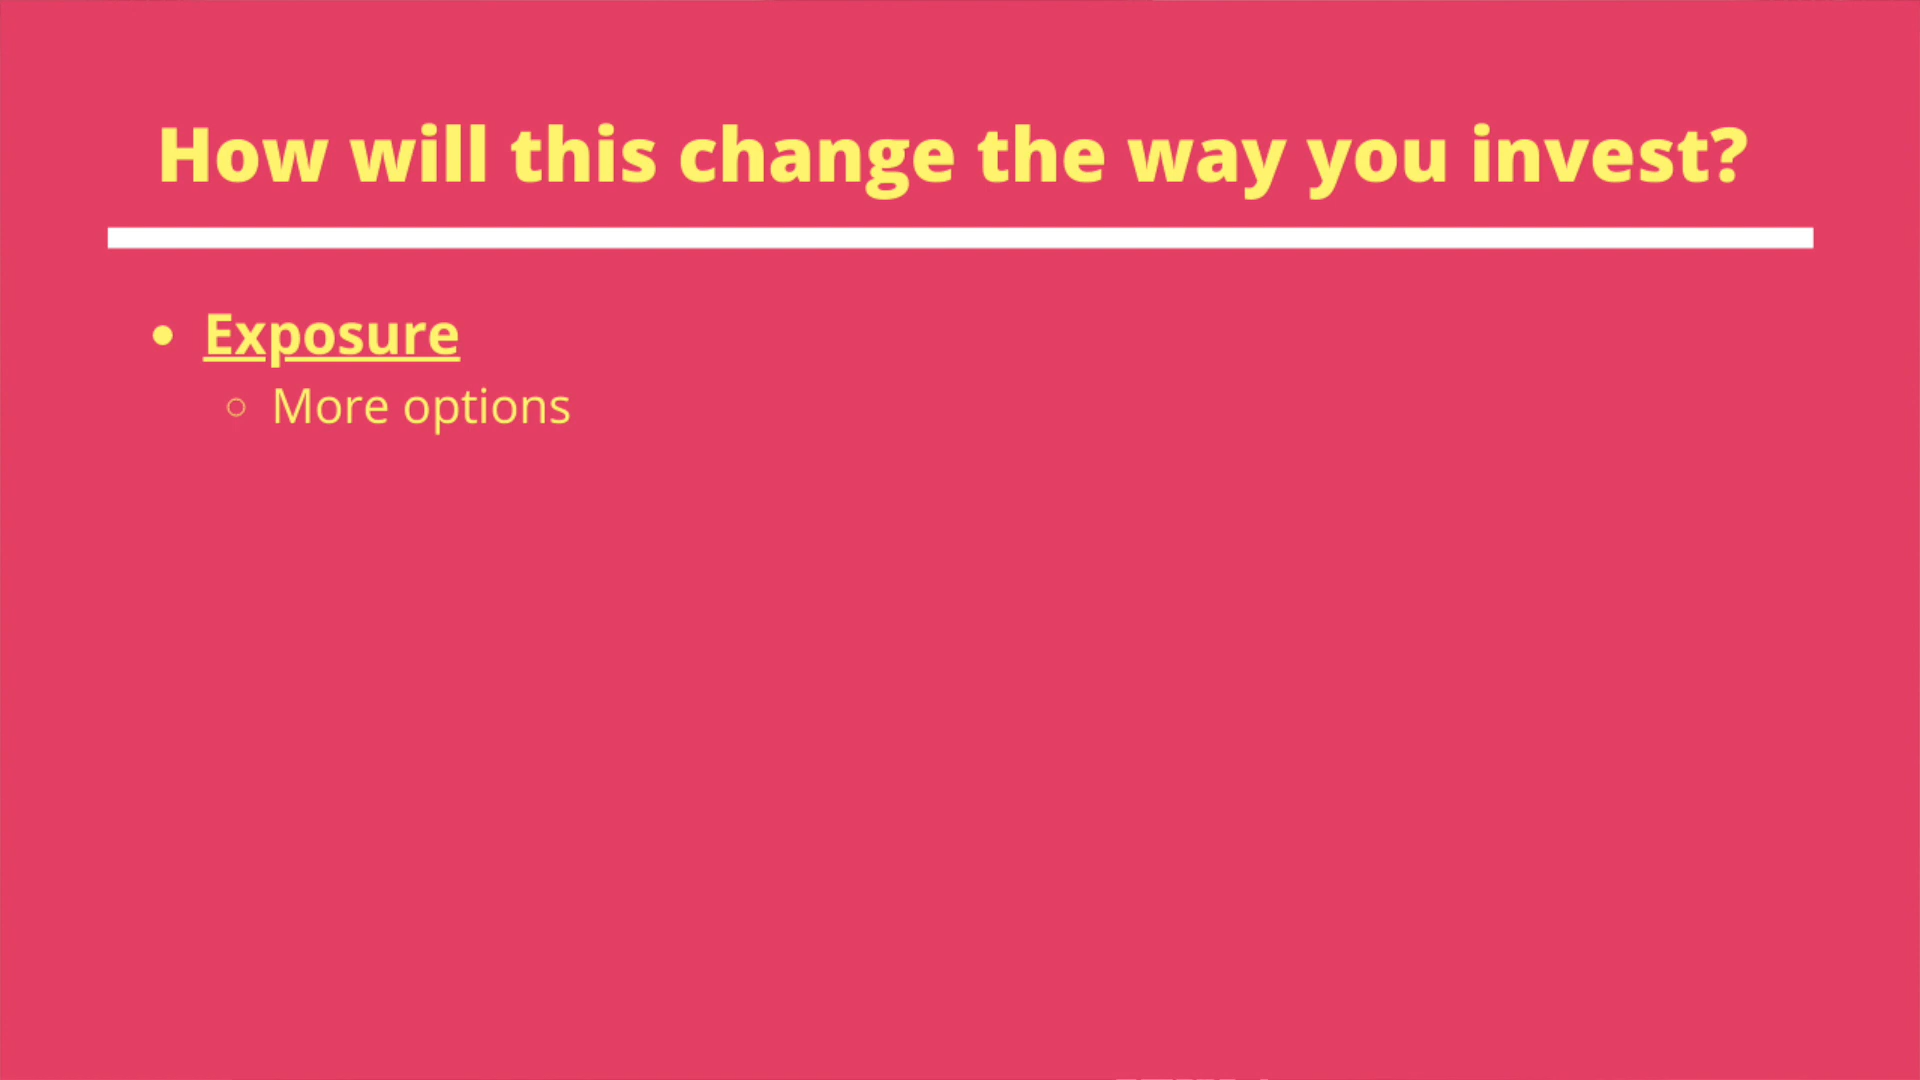 How will this change the way you invest?
• Exposure
○ More options